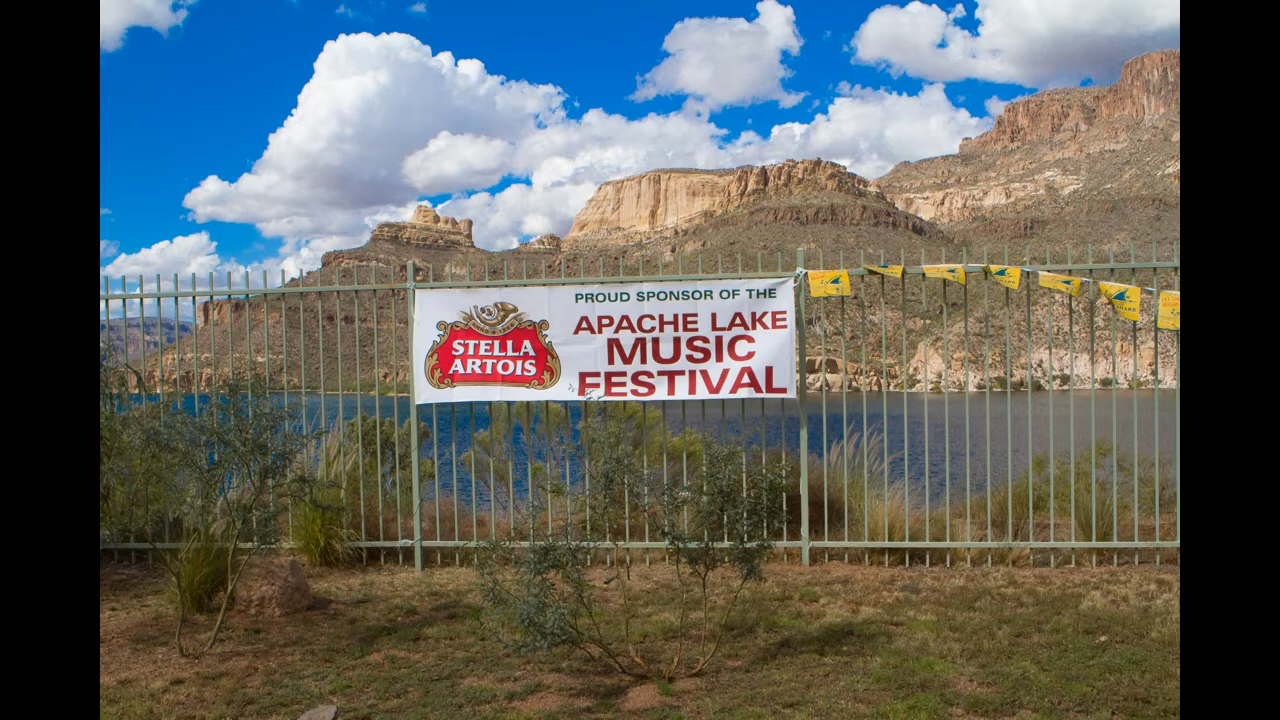 PROUD SPONSOR OF THE
APACHE LAKE
MUSIC
FESTIVAL
STELLA
ARTOIS